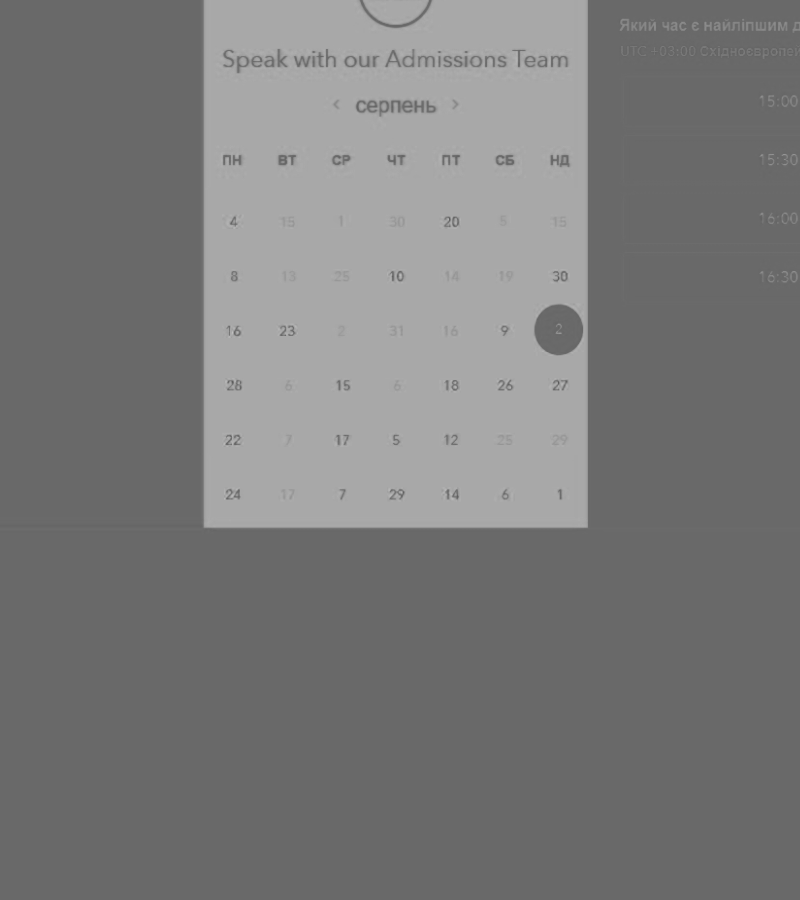 Speak with our Admissions Team
‹ серпень ›
ПН ВТ СР ЧТ ПТ СБ НД
4 15 1 30 20 5 15
8 13 25 10 14 19 30
16 23 2 31 16 9 2
28 6 15 6 18 26 27
22 7 17 5 12 25 29
24 17 7 29 14 6 1
Який час є найліпшим
UTC +03:00
15:00
15:30
16:00
16:30